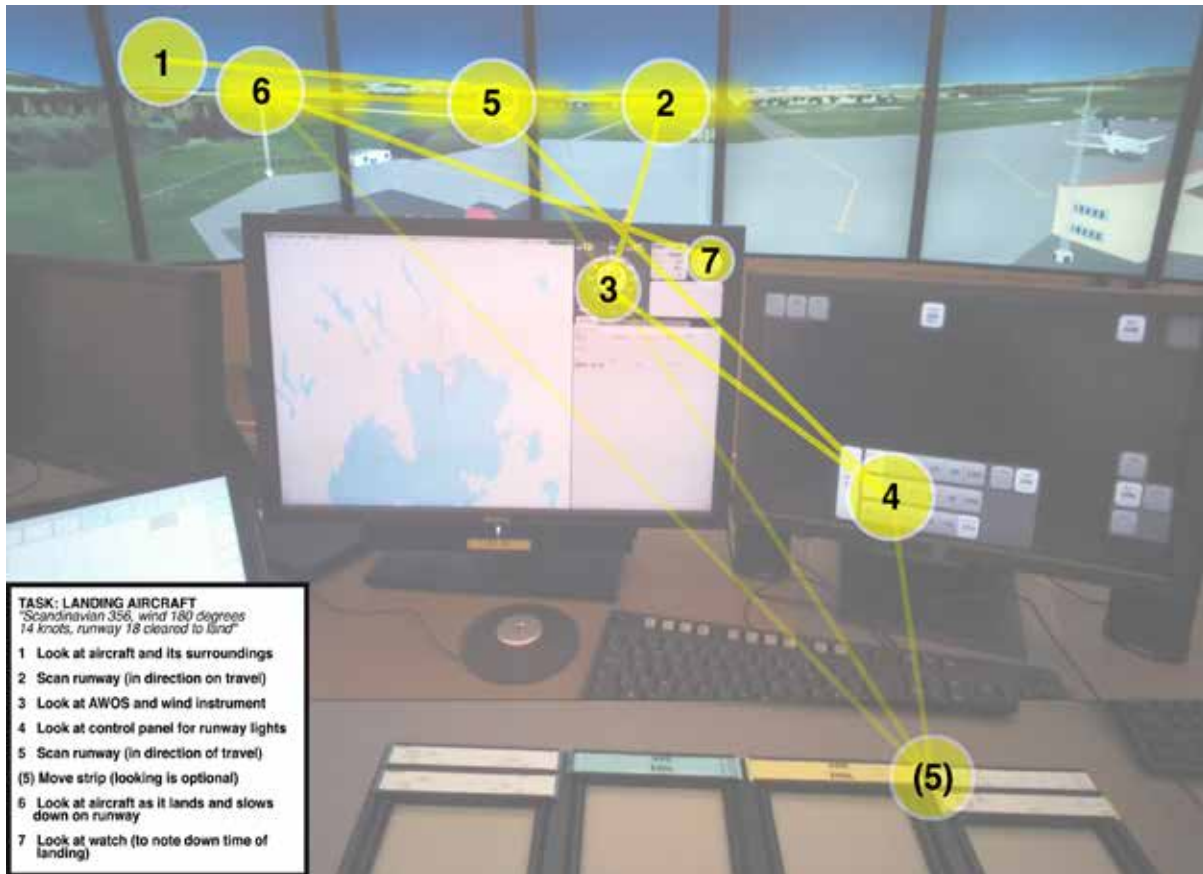 1
6
5
2
3
7
4
(5)
TASK: LANDING AIRCRAFT
"Scandinavian 356, wind 180 degrees
14 knots, runway 18 cleared to land"
1 Look at aircraft and its surroundings
2 Scan runway (in direction on travel)
3 Look at AWOS and wind instrument
4 Look at control panel for runway lights
5 Scan runway (in direction of travel)
(5) Move strip (looking is optional)
6 Look at aircraft as it lands and slows
down on runway
7 Look at watch (to note down time of
landing)